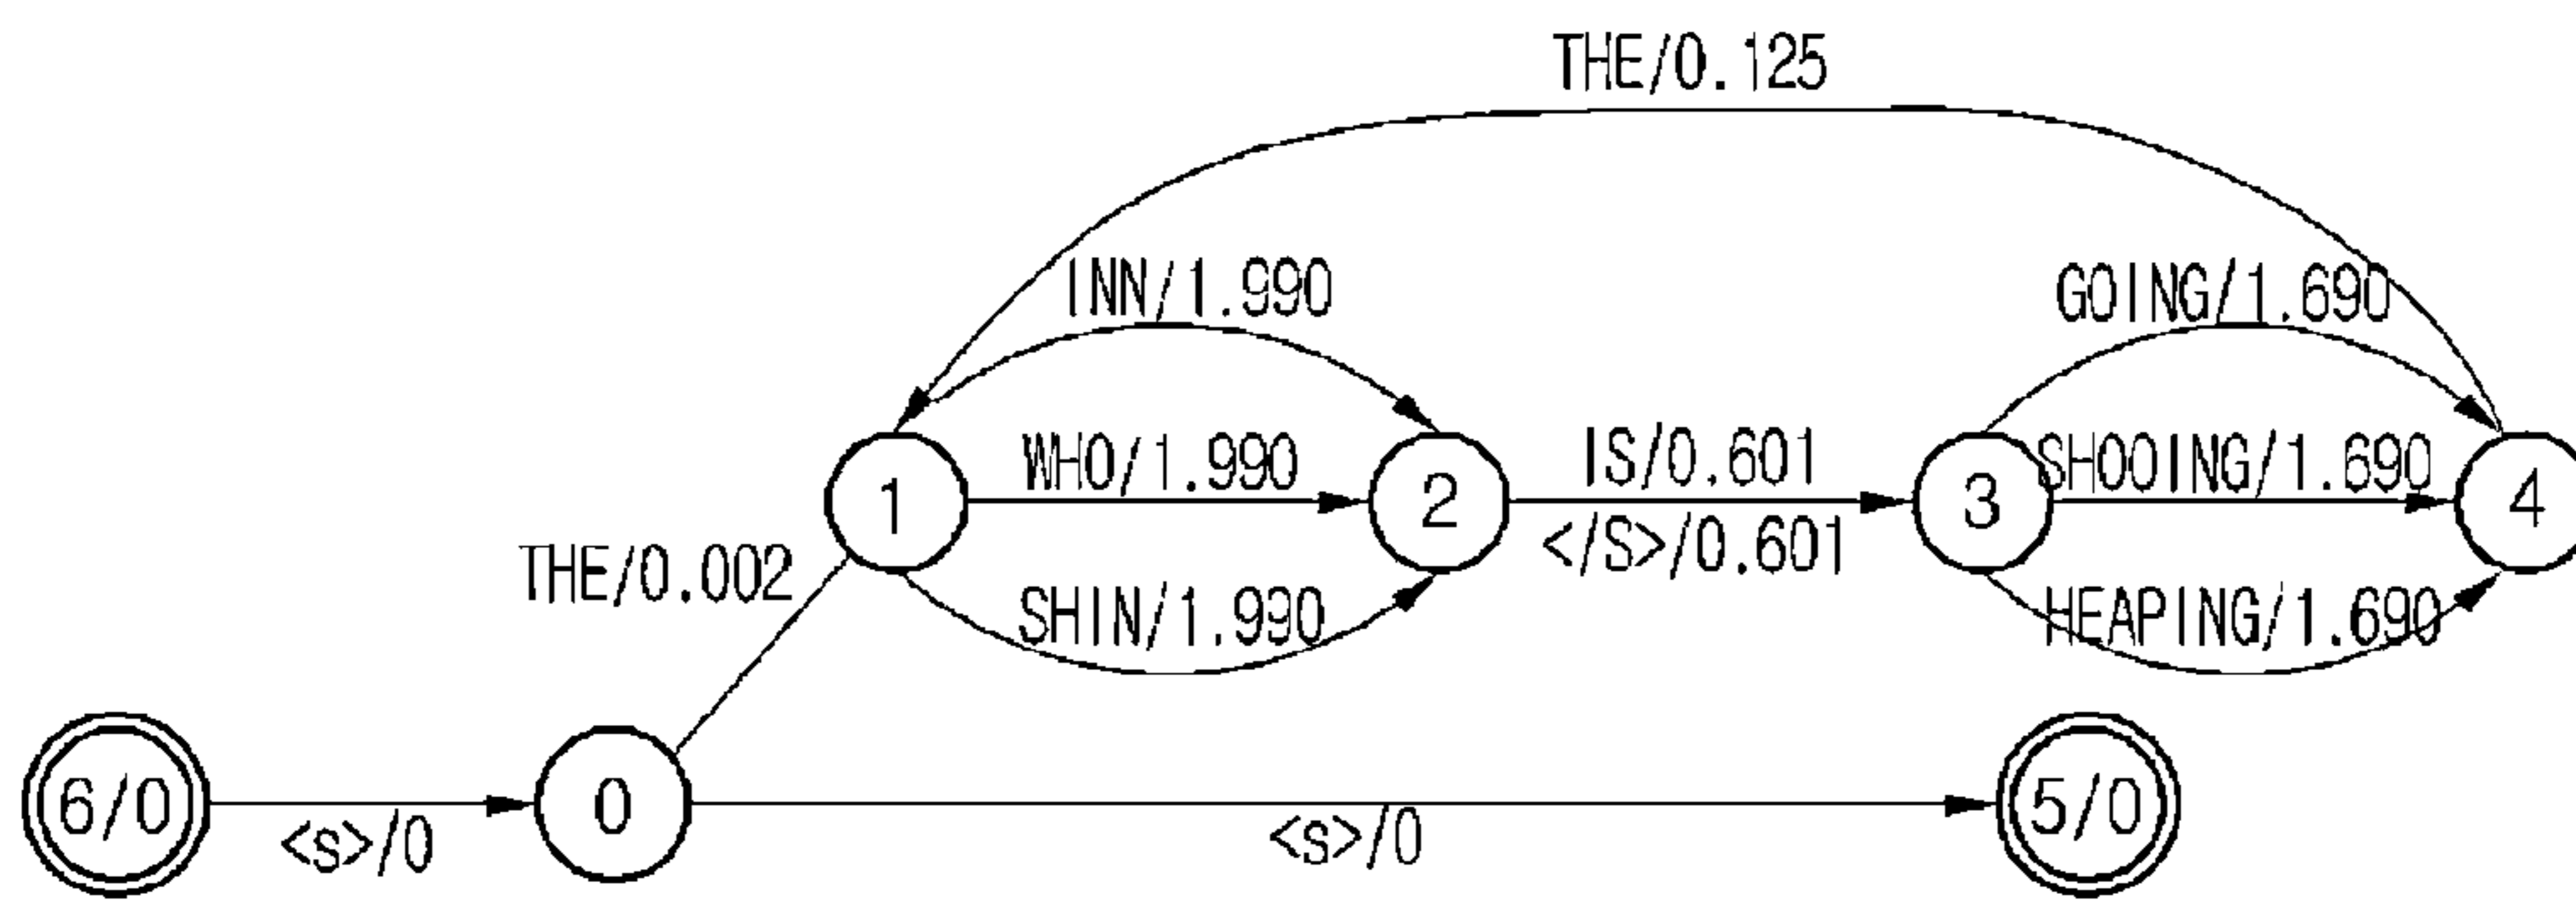 THE/0.125
INN/1.990
GOING/1.690
WHO/1.990
IS/0.601
SHOOING/1.690
1
2
3
4
</S>/0.601
THE/0.002
SHIN/1.990
HEAPING/1.690
6/0
0
5/0
<s>/0
<s>/0